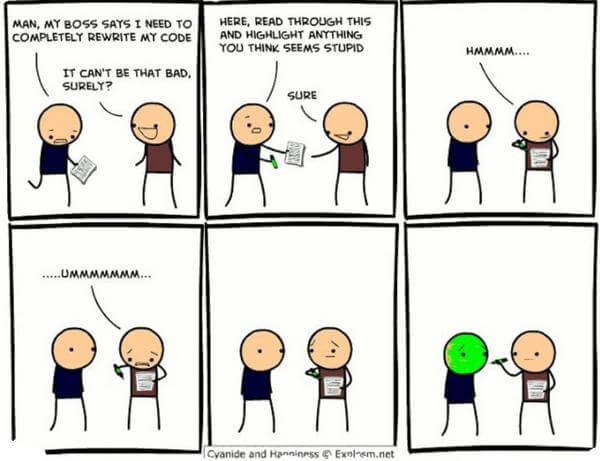 MAN, MY BOSS SAYS I NEED TO
COMPLETELY REWRITE MY CODE
IT CAN'T BE THAT BAD,
SURELY?
HERE, READ THROUGH THIS
AND HIGHLIGHT ANYTHING
YOU THINK SEEMS STUPID
SURE
HMMMM....
.....UMMMMMMM...
Cyanide and Happiness © Explosm.net